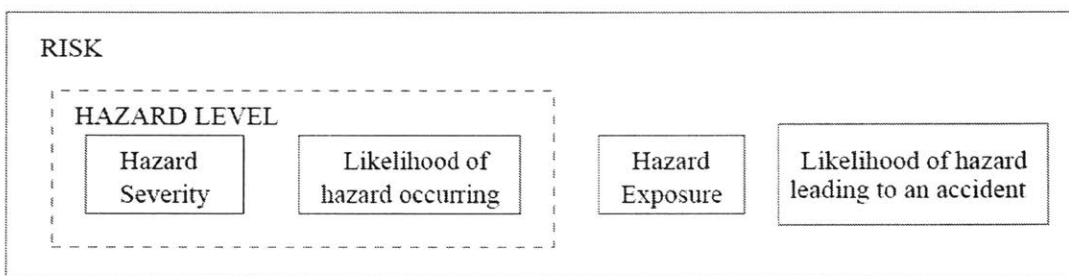 RISK
HAZARD LEVEL
Hazard
Severity
Likelihood of
hazard occurring
Hazard
Exposure
Likelihood of hazard
leading to an accident